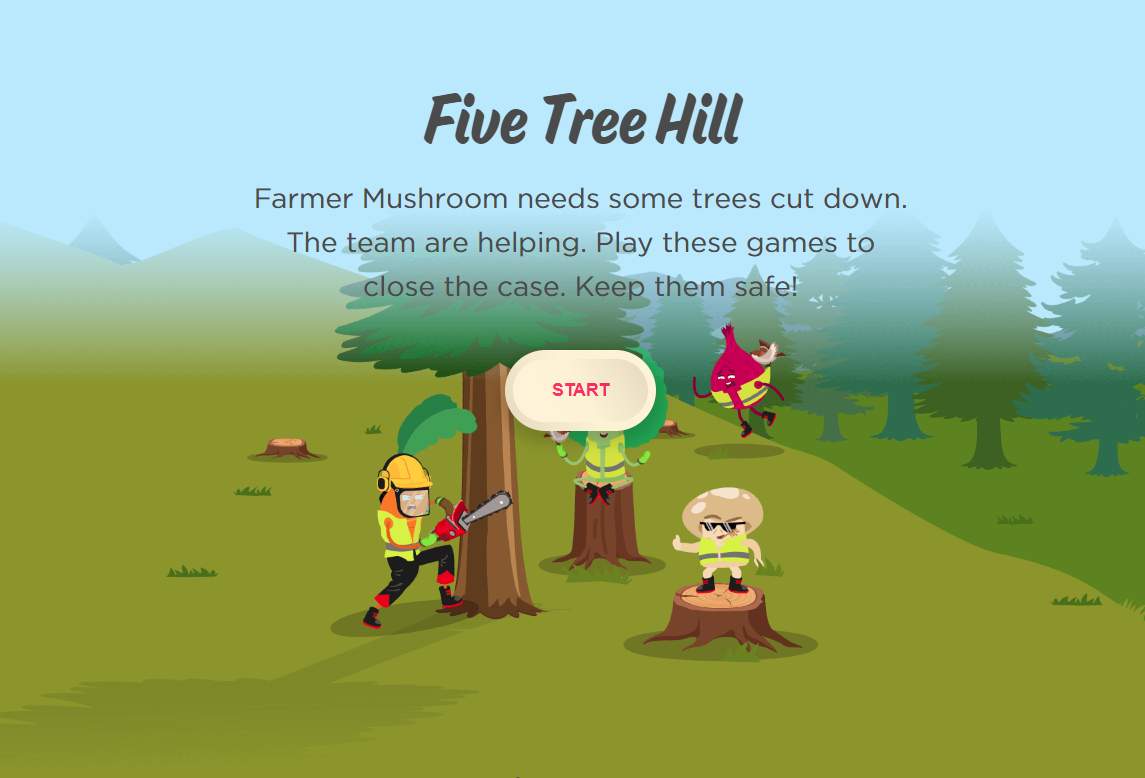 Five Tree Hill
Farmer Mushroom needs some trees cut down.
The team are helping. Play these games to
close the case. Keep them safe!
START